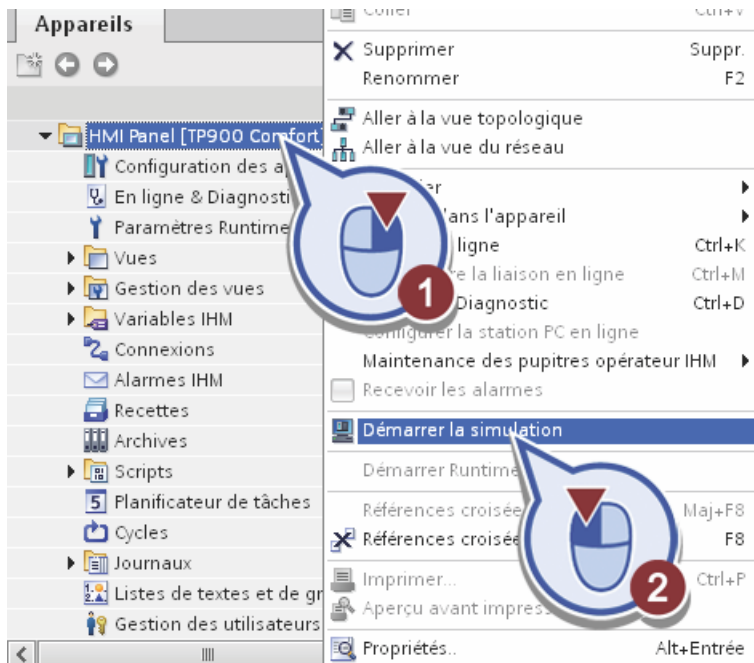 Appareils
HMI Panel [TP900 Comfort]
Configuration des
En ligne & Diagnosti
Paramètres Runtime
Vues
Gestion des vues
Variables IHM
Connexions
Alarmes IHM
Recettes
Archives
Scripts
5 Planificateur de tâches
Cycles
Journaux
Listes de textes et de gr
Gestion des utilisateurs
Copier Ctrl+V
Supprimer Suppr.
Renommer F2
Aller à la vue topologique
Aller à la vue du réseau
er
ans l'appareil
ligne Ctrl+K
re la liaison en ligne Ctrl+M
Diagnostic Ctrl+D
Configurer la station PC en ligne
Maintenance des pupitres opérateur IHM
Recevoir les alarmes
Démarrer la simulation
Démarrer Runtime
Références croisée Maj+F8
Références croisée F8
Imprimer... Ctrl+P
Aperçu avant impress
Propriétés.. Alt+Entrée
1
2